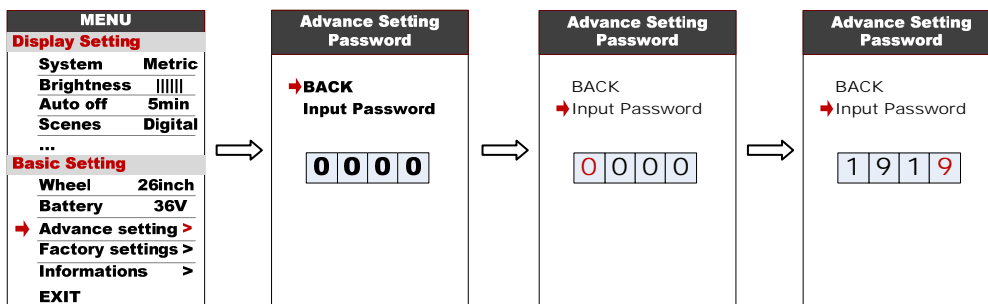 MENU
Display Setting
System Metric
Brightness ||||||
Auto off 5min
Scenes Digital
...
Basic Setting
Wheel 26inch
Battery 36V
Advance setting >
Factory settings >
Informations >
EXIT
Advance Setting
Password
BACK
Input Password
0 0 0 0
Advance Setting
Password
BACK
Input Password
0 0 0 0
Advance Setting
Password
BACK
Input Password
1 9 1 9